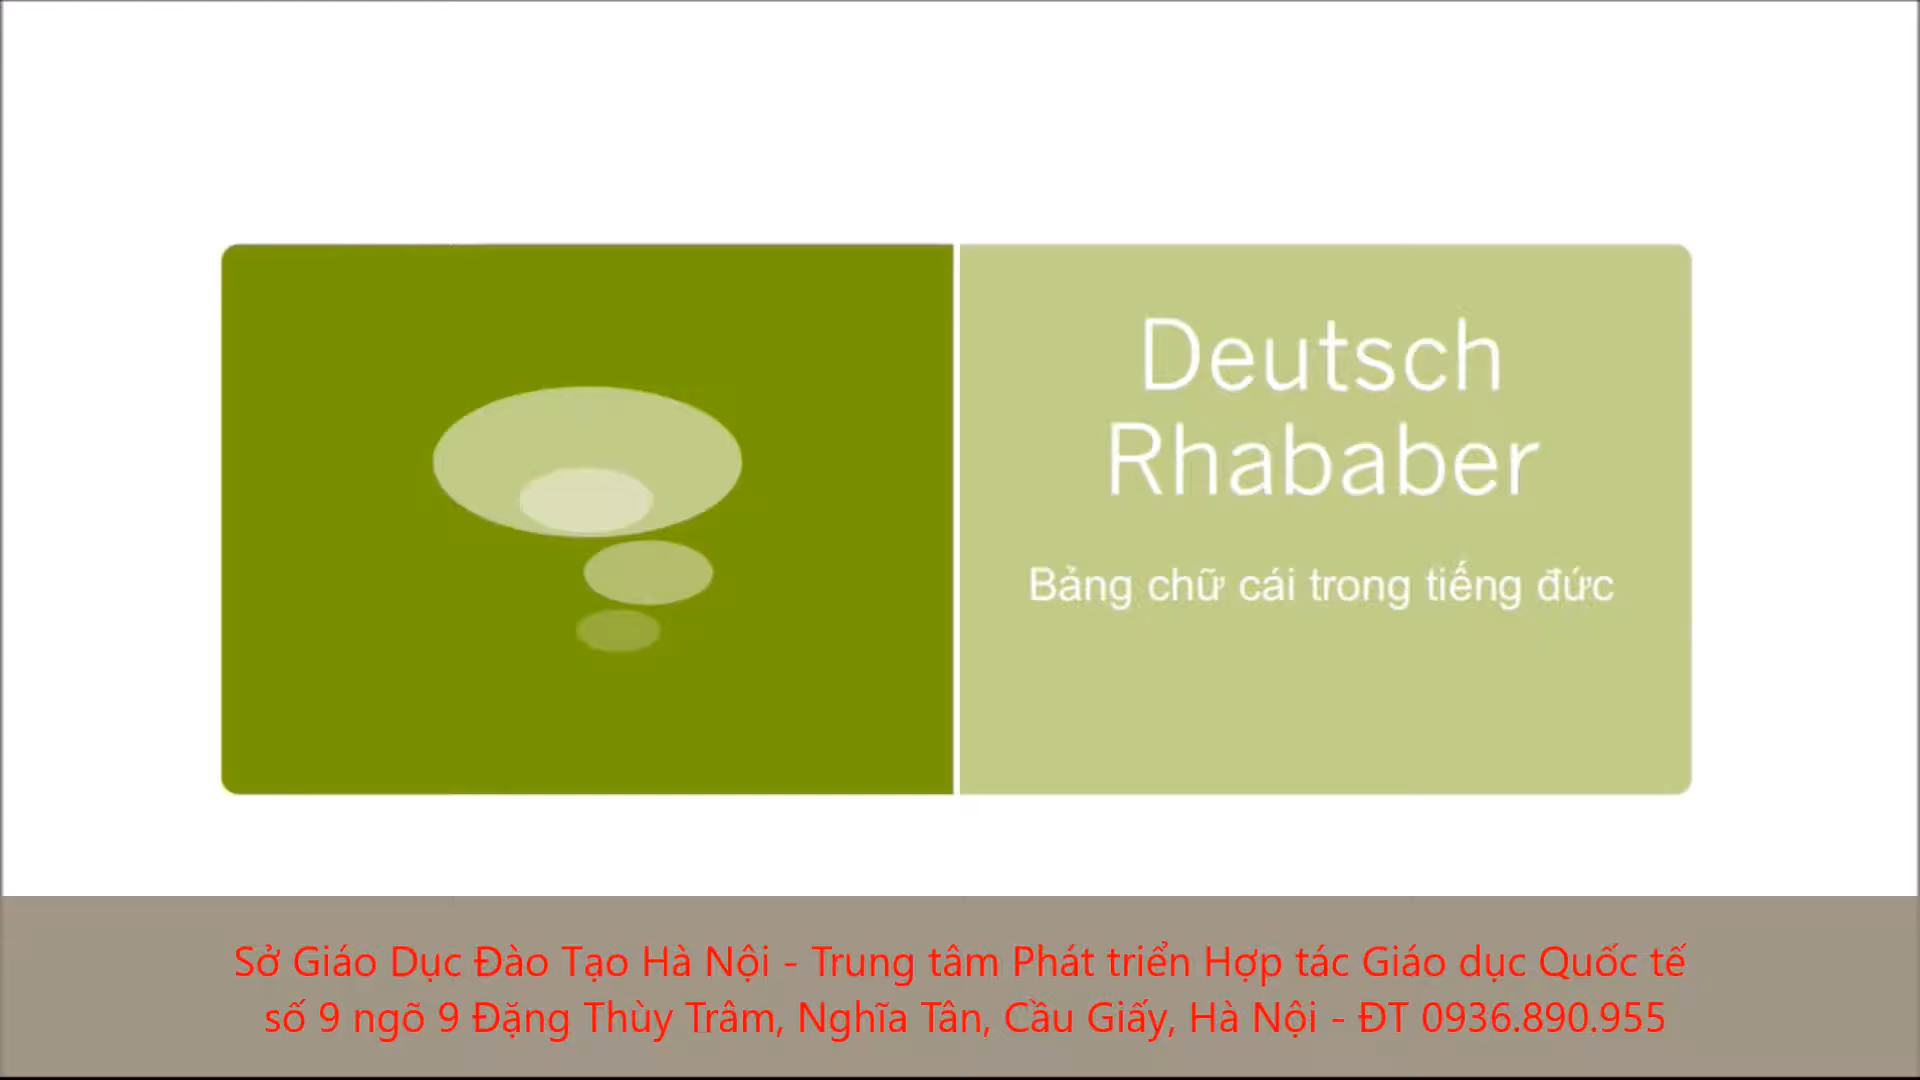 Deutsch
Rhababer
Bảng chữ cái trong tiếng đức
Sở Giáo Dục Đào Tạo Hà Nội - Trung tâm Phát triển Hợp tác Giáo dục Quốc tế
số 9 ngõ 9 Đặng Thùy Trâm, Nghĩa Tân, Cầu Giấy, Hà Nội - ĐT 0936.890.955